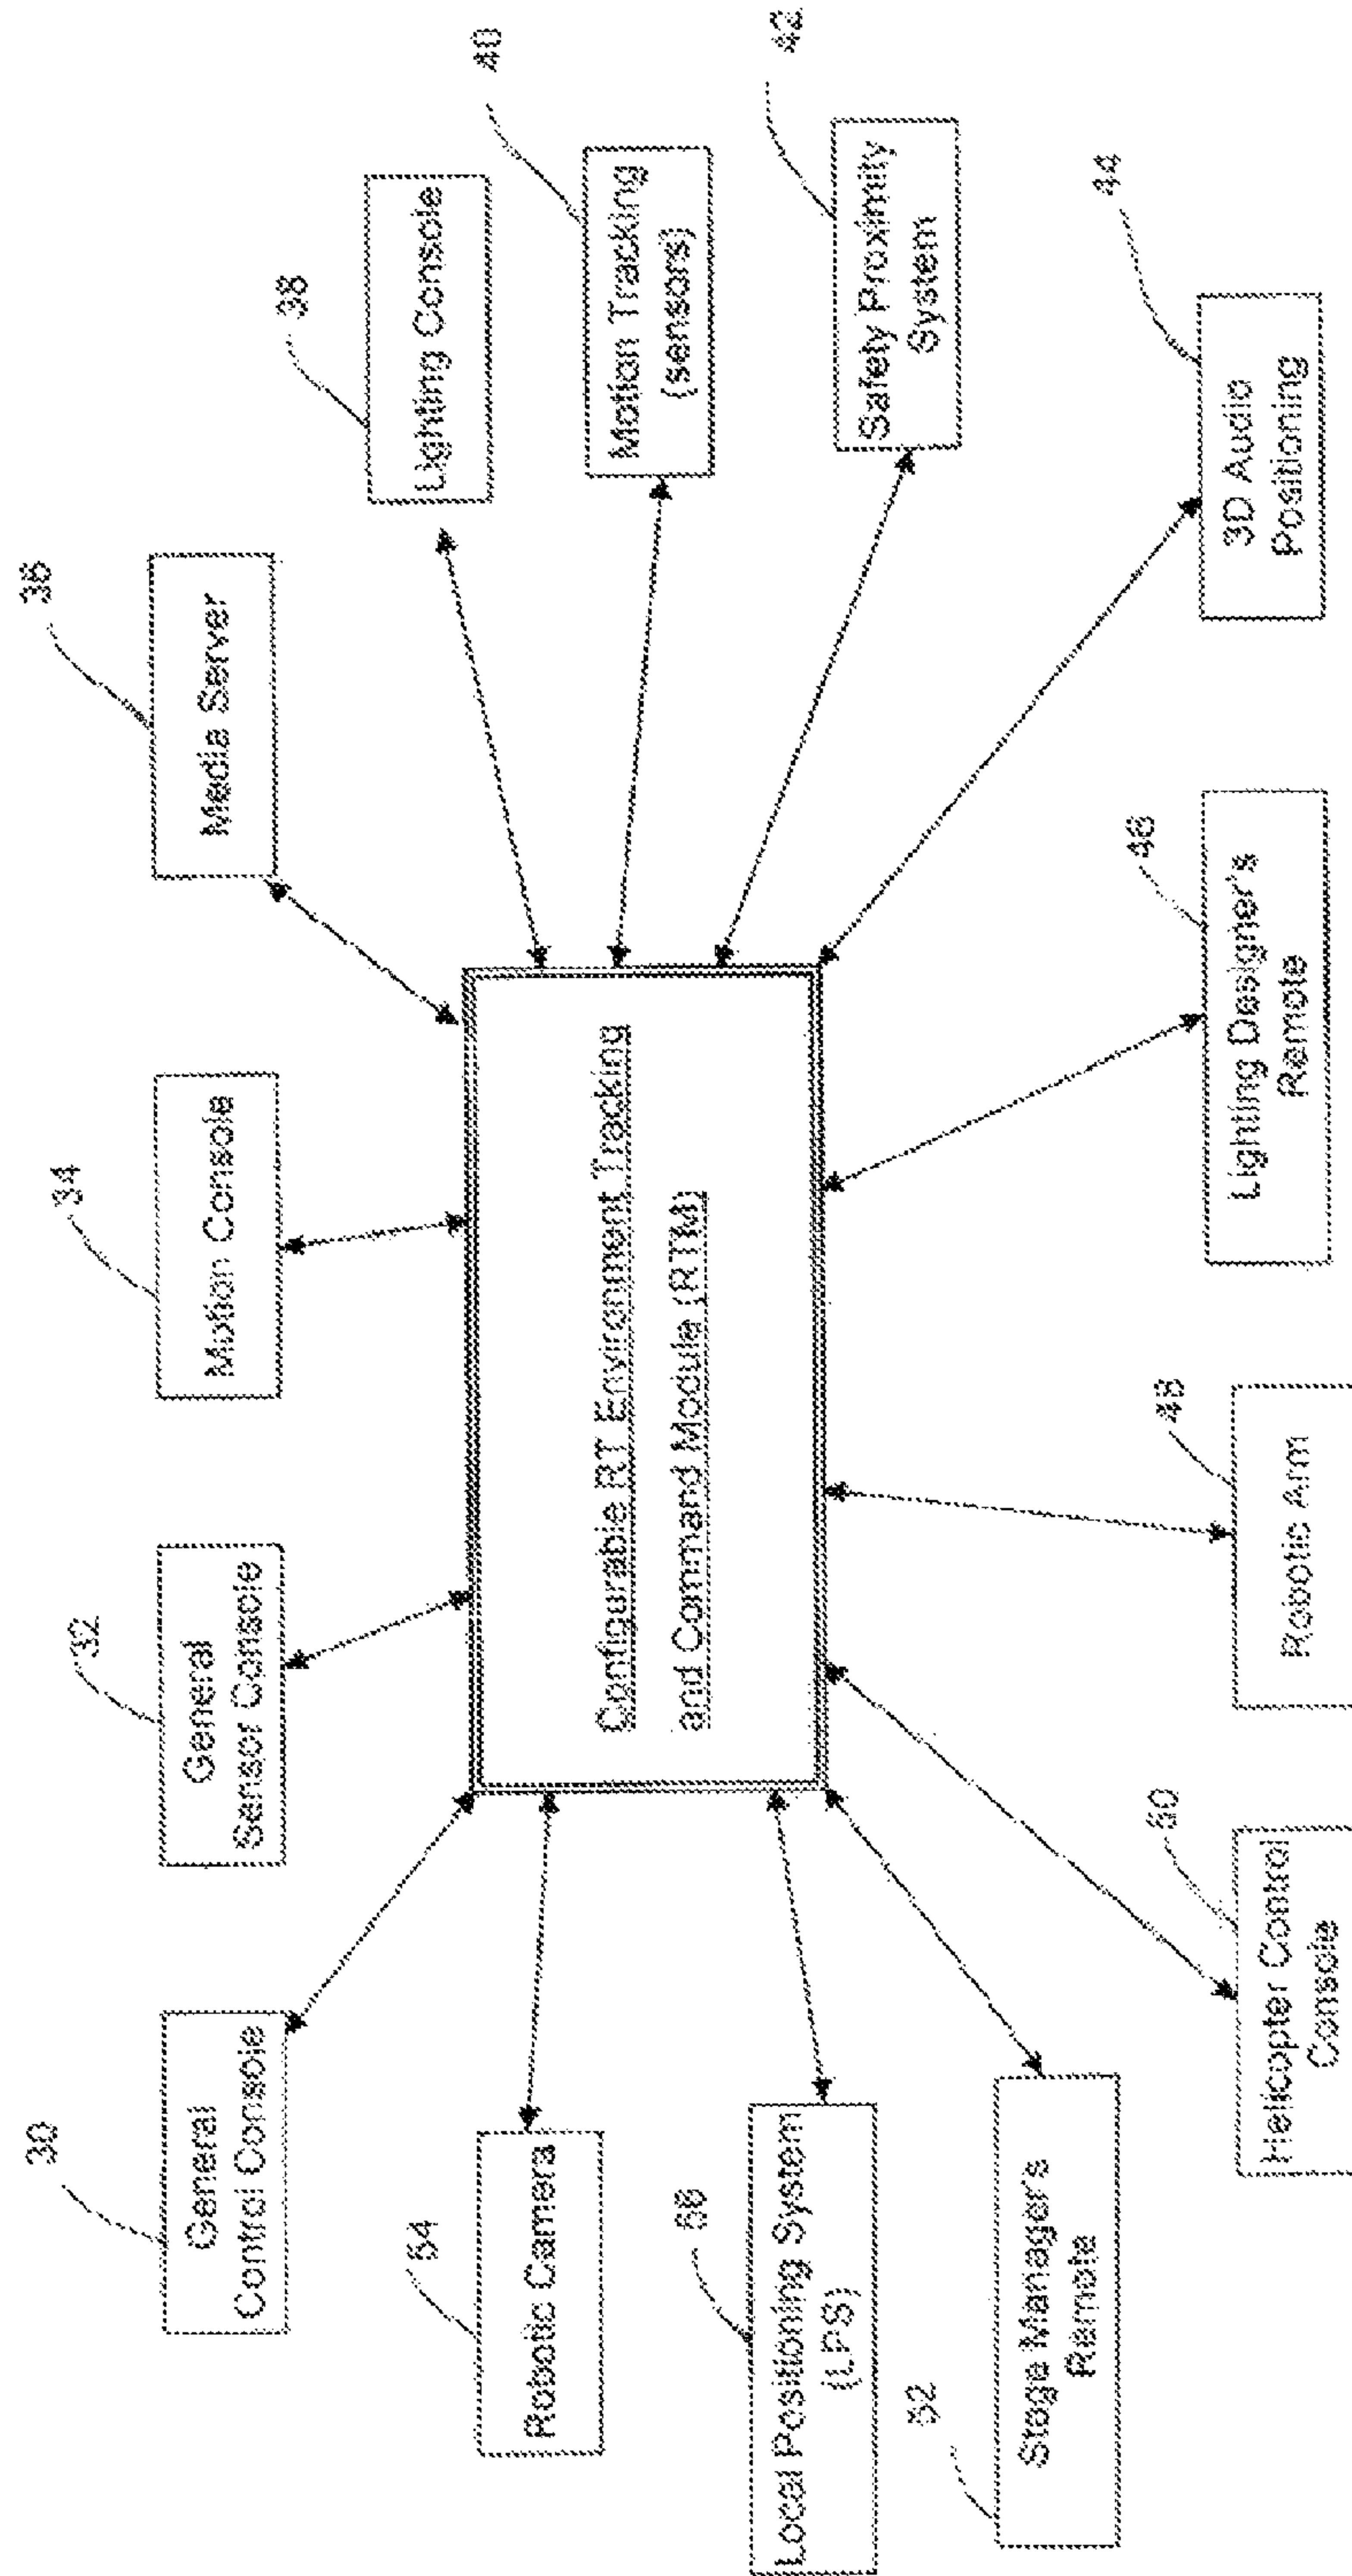 30
General
Control Console
32
General
Sensor Console
34
Motion Console
36
Media Server
38
Lighting Console
40
Motion Tracking
(sensors)
42
Safety Proximity
System
44
3D Audio
Positioning
46
Lighting Designer's
Remote
48
Robotic Arm
50
Helicopter Control
Console
52
Stage Manager's
Remote
56
Local Positioning System
(LPS)
54
Robotic Camera
Configurable RT Environment Tracking
and Command Module (RTM)